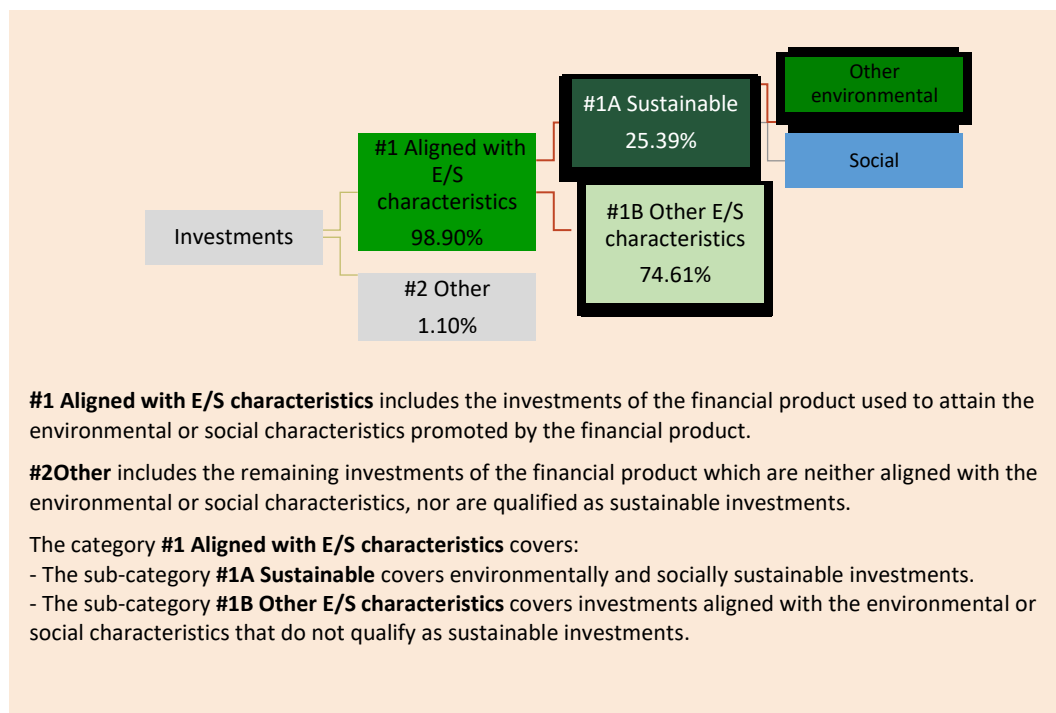 Other
environmental
#1A Sustainable
25.39%
Social
#1 Aligned with
E/S
characteristics
98.90%
#1B Other E/S
characteristics
74.61%
Investments
#2 Other
1.10%
#1 Aligned with E/S characteristics includes the investments of the financial product used to attain the
environmental or social characteristics promoted by the financial product.
#2Other includes the remaining investments of the financial product which are neither aligned with the
environmental or social characteristics, nor are qualified as sustainable investments.
The category #1 Aligned with E/S characteristics covers:
- The sub-category #1A Sustainable covers environmentally and socially sustainable investments.
- The sub-category #1B Other E/S characteristics covers investments aligned with the environmental or
social characteristics that do not qualify as sustainable investments.